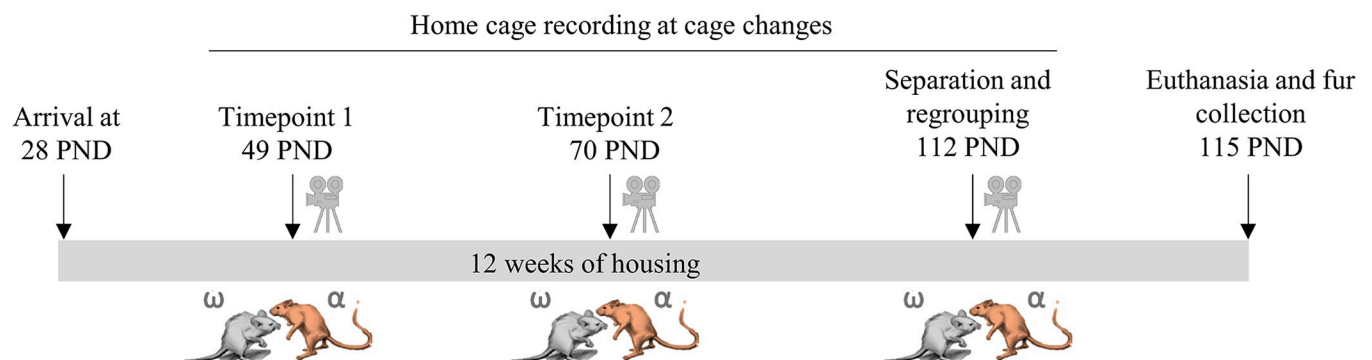 Home cage recording at cage changes
Arrival at
28 PND
Timepoint 1
49 PND
Timepoint 2
70 PND
Separation and
regrouping
112 PND
Euthanasia and fur
collection
115 PND
12 weeks of housing
ω α
ω α
ω α